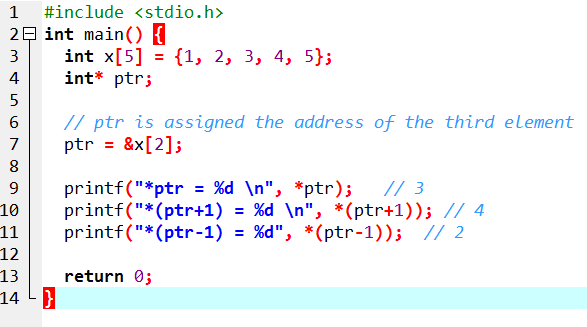 1 #include <stdio.h>
2 int main() {
3 int x[5] = {1, 2, 3, 4, 5};
4 int* ptr;
5
6 // ptr is assigned the address of the third element
7 ptr = &x[2];
8
9 printf("*ptr = %d \n", *ptr);   // 3
10 printf("*(ptr+1) = %d \n", *(ptr+1)); // 4
11 printf("*(ptr-1) = %d", *(ptr-1));  // 2
12
13 return 0;
14 }